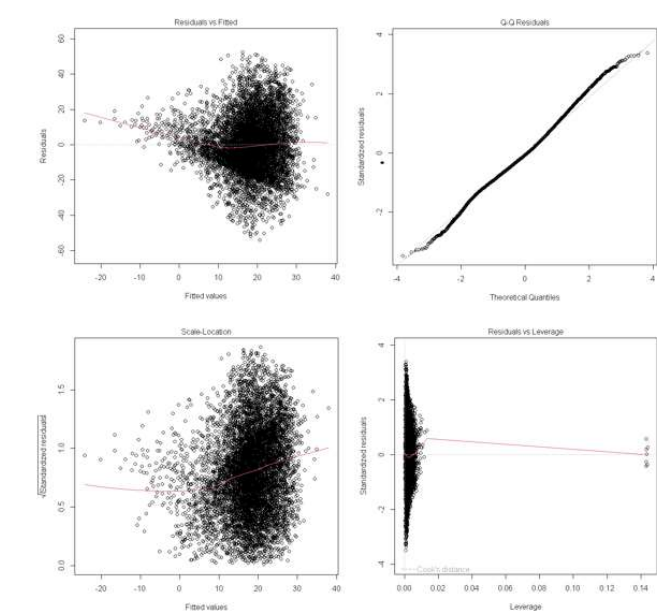 Residuals vs Fitted
60
40
20
0
-20
-40
-60
Residuals
-20 -10 0 10 20 30 40
Fitted values
Q-Q Residuals
4
2
0
-2
Standardized residuals
-4 -2 0 2 4
Theoretical Quantiles
Scale-Location
1.5
1.0
0.5
0.0
√|Standardized residuals|
-20 -10 0 10 20 30 40
Fitted values
Residuals vs Leverage
4
2
0
-2
-4
Standardized residuals
Cook's distance
0.00 0.02 0.04 0.06 0.08 0.10 0.12 0.14
Leverage